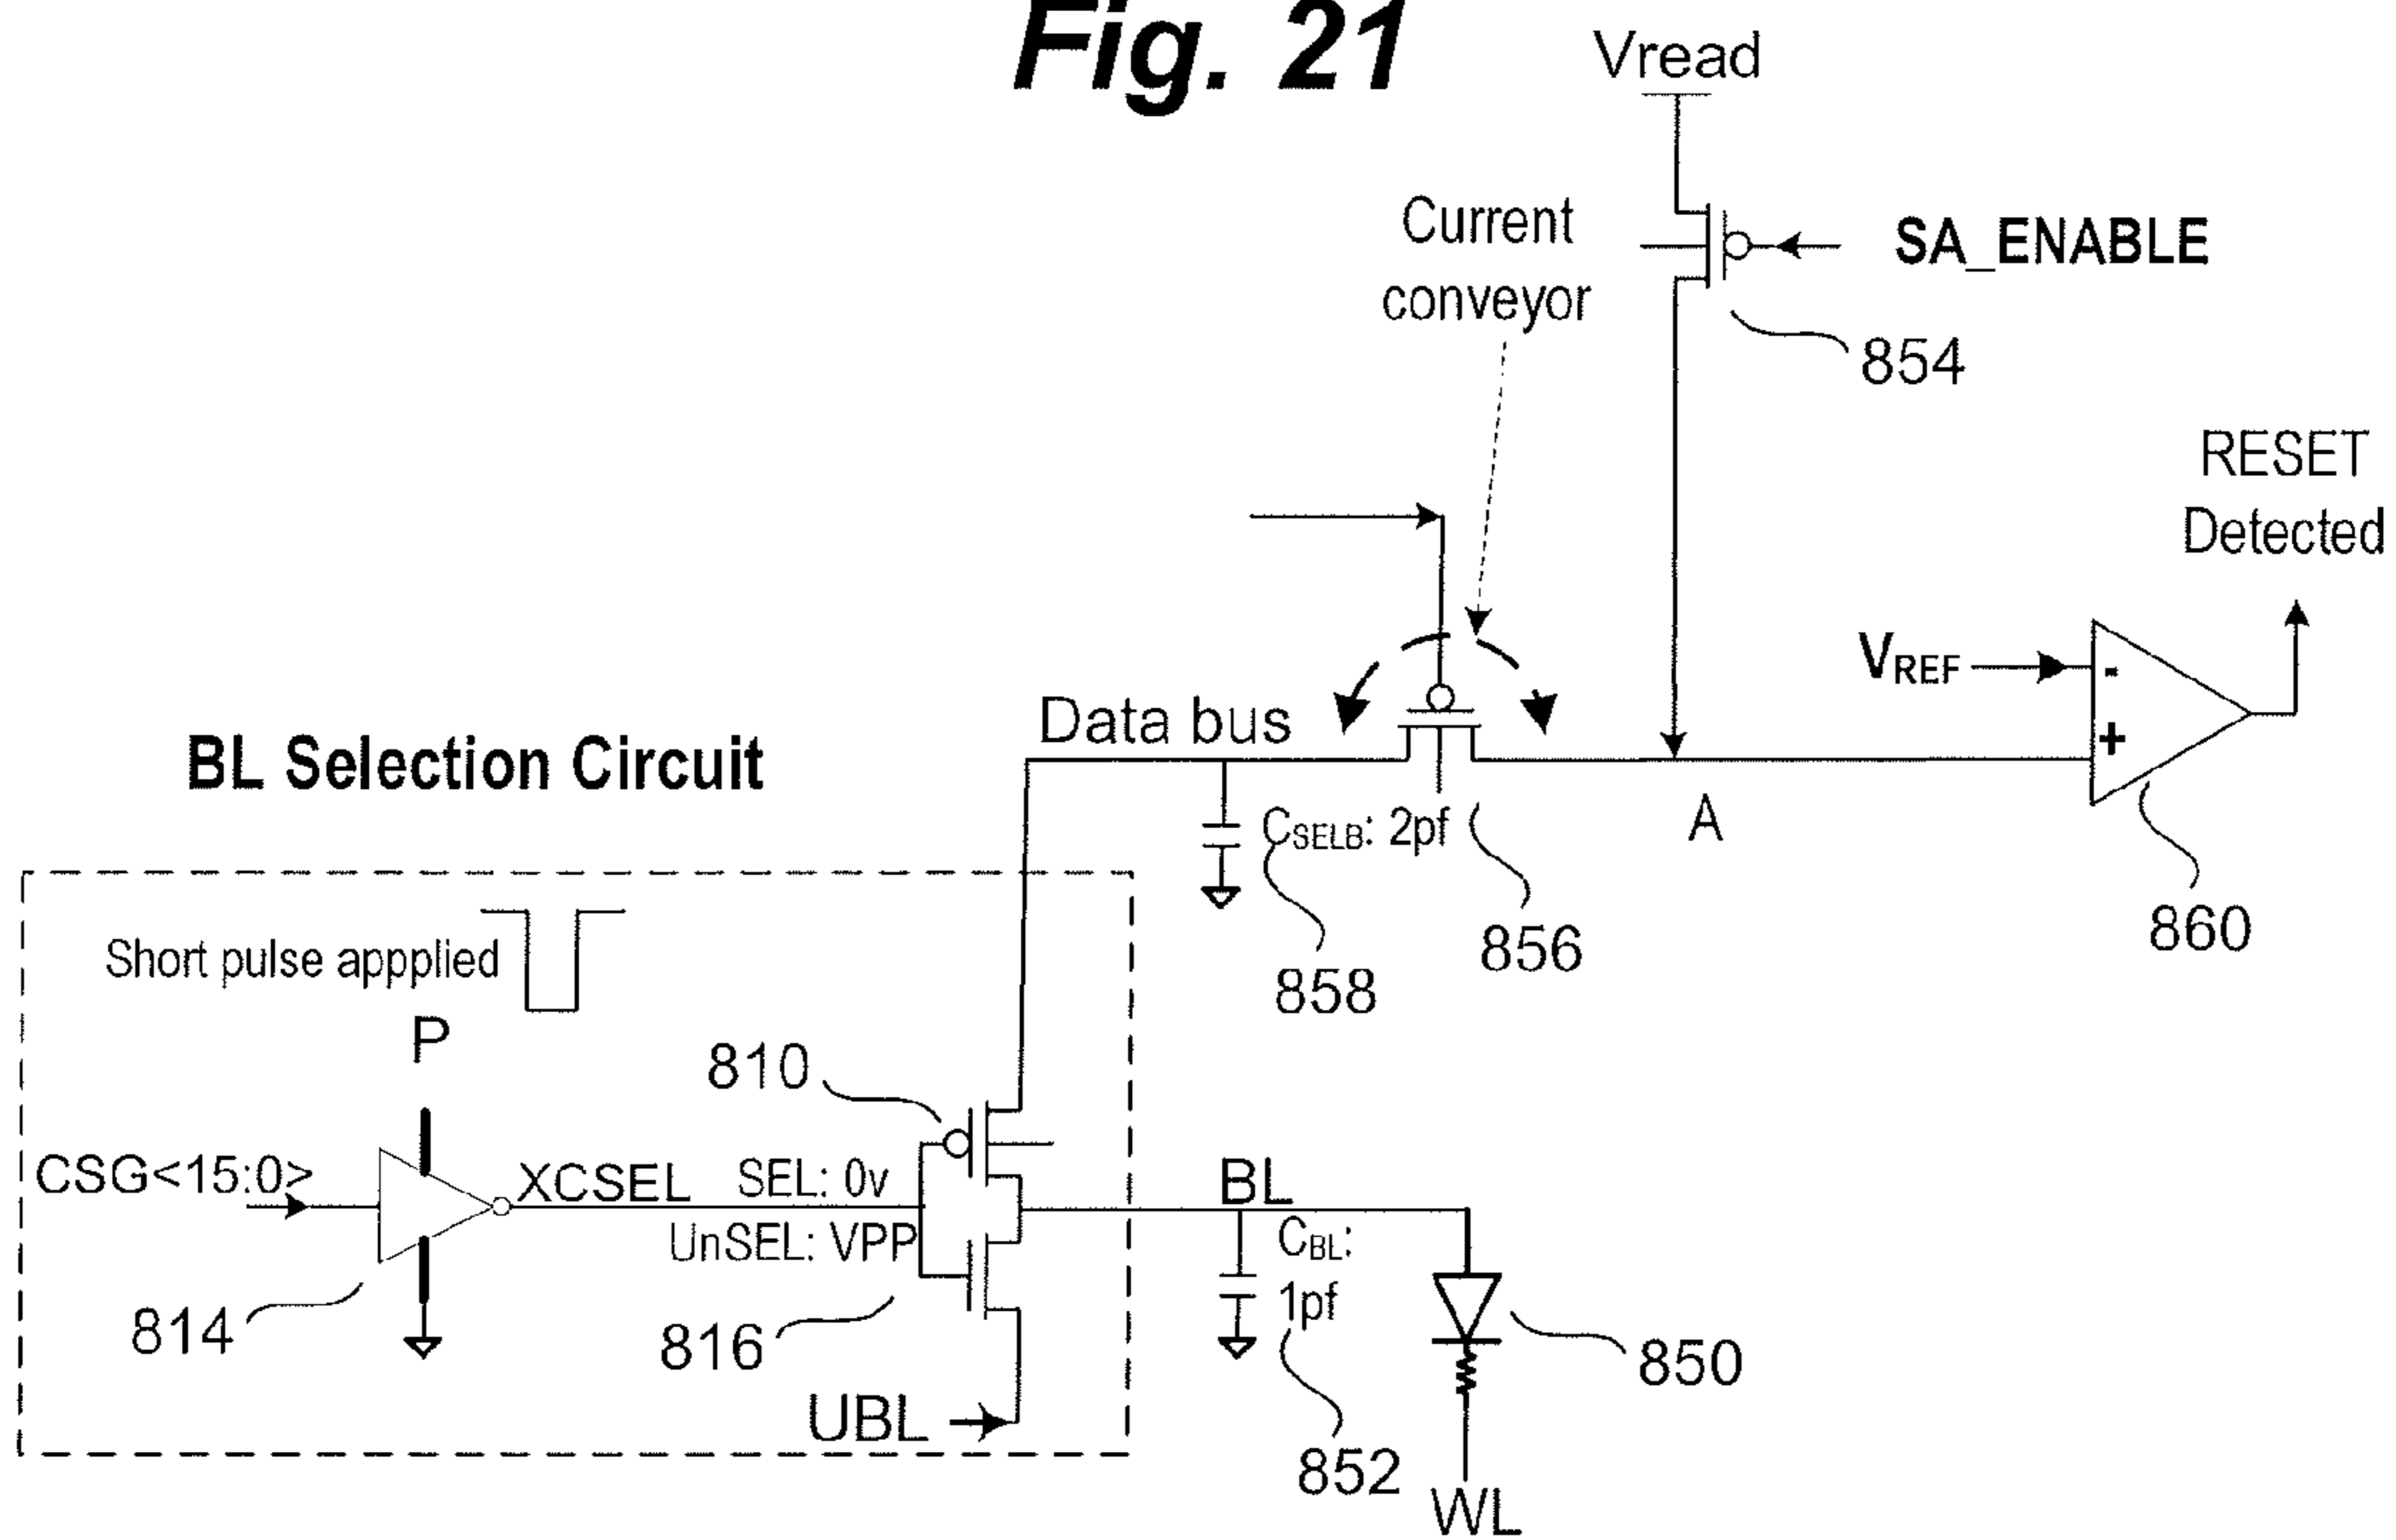 Fig. 21
Vread
Current
conveyor
SA_ENABLE
854
RESET
Detected
VREF
-
+
Data bus
BL Selection Circuit
CSELB: 2pf
A
858
856
860
Short pulse appplied
P
810
CSG<15:0>
XCSEL
SEL: 0v
UnSEL: VPP
BL
CBL:
1pf
814
816
850
UBL
852
WL